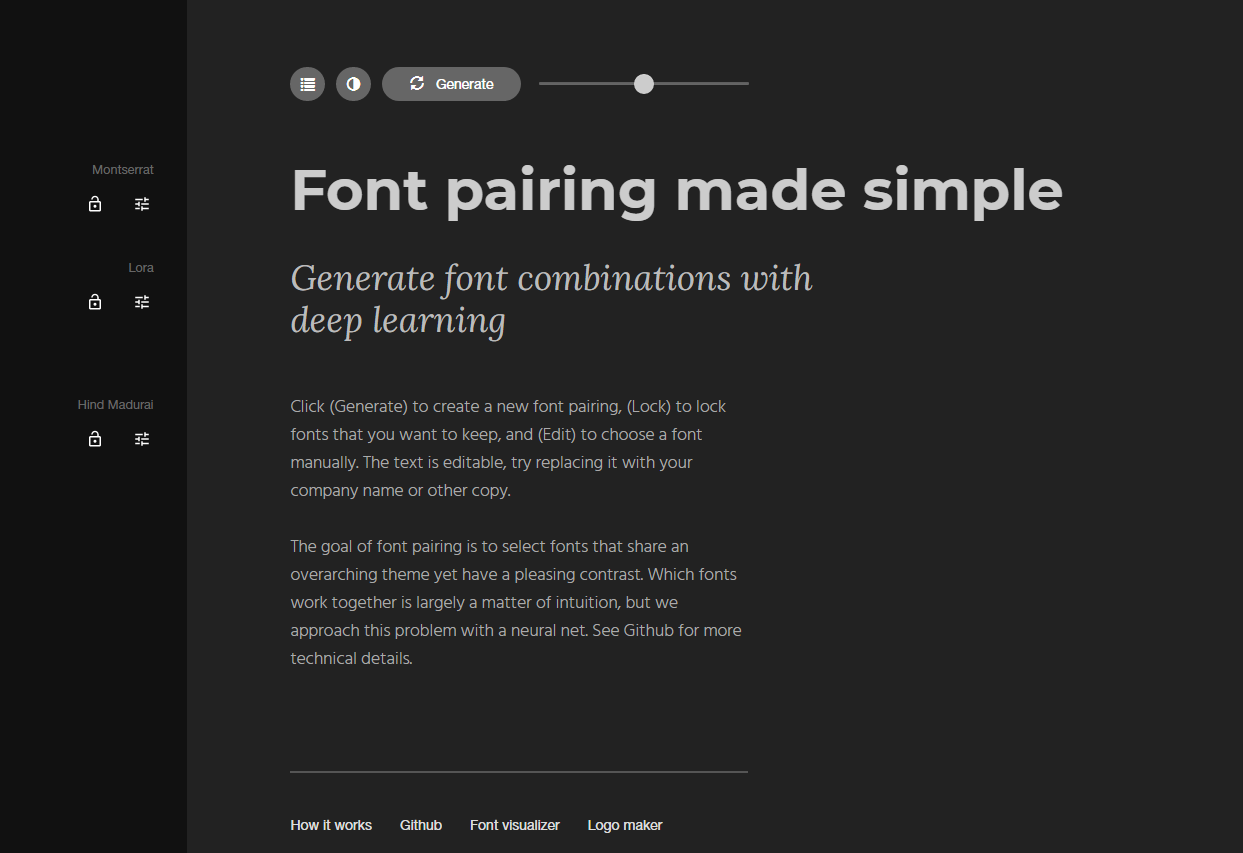 Generate
Montserrat
Font pairing made simple
Lora
Generate font combinations with
deep learning
Hind Madurai
Click (Generate) to create a new font pairing, (Lock) to lock
fonts that you want to keep, and (Edit) to choose a font
manually. The text is editable, try replacing it with your
company name or other copy.
The goal of font pairing is to select fonts that share an
overarching theme yet have a pleasing contrast. Which fonts
work together is largely a matter of intuition, but we
approach this problem with a neural net. See Github for more
technical details.
How it works Github Font visualizer Logo maker